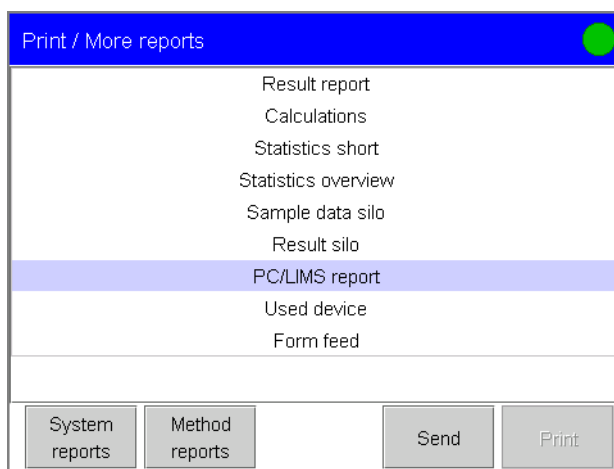 Print / More reports
Result report
Calculations
Statistics short
Statistics overview
Sample data silo
Result silo
PC/LIMS report
Used device
Form feed
System
reports
Method
reports
Send
Print